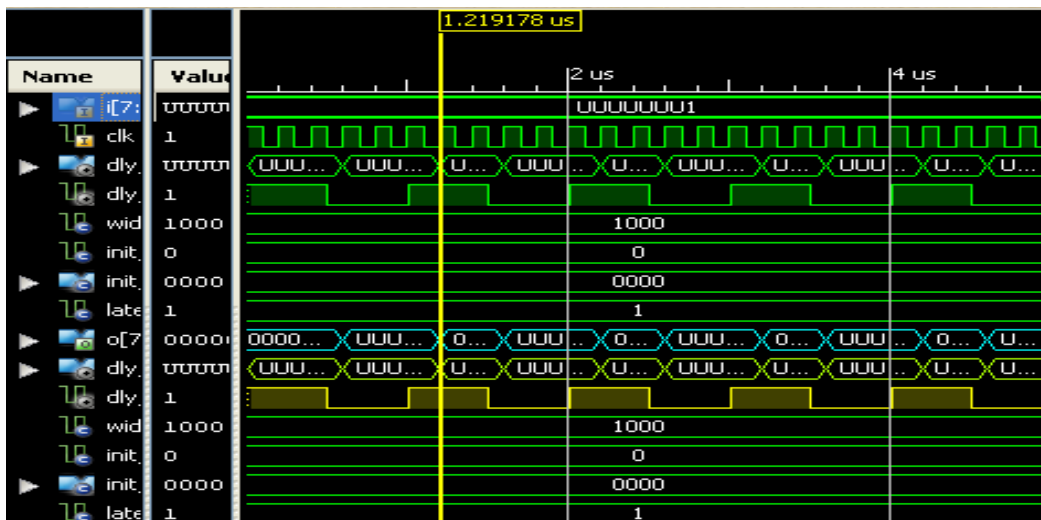 1.219178 us
Name Valu 2 us 4 us
i[7: UUUUU UUUUUUU1
clk 1
dly. UUUUU UUU... UUU... U... UUU .. U... UUU... U... UUU .. U... U...
dly. 1
wid 1000 1000
init. 0 0
init. 0000 0000
late 1 1
o[7 0000 0000... UUU... 0... UUU .. 0... UUU... 0... UUU .. 0... U...
dly. UUUUU UUU... UUU... U... UUU .. U... UUU... U... UUU .. U... U...
dly. 1
wid 1000 1000
init. 0 0
init. 0000 0000
late 1 1